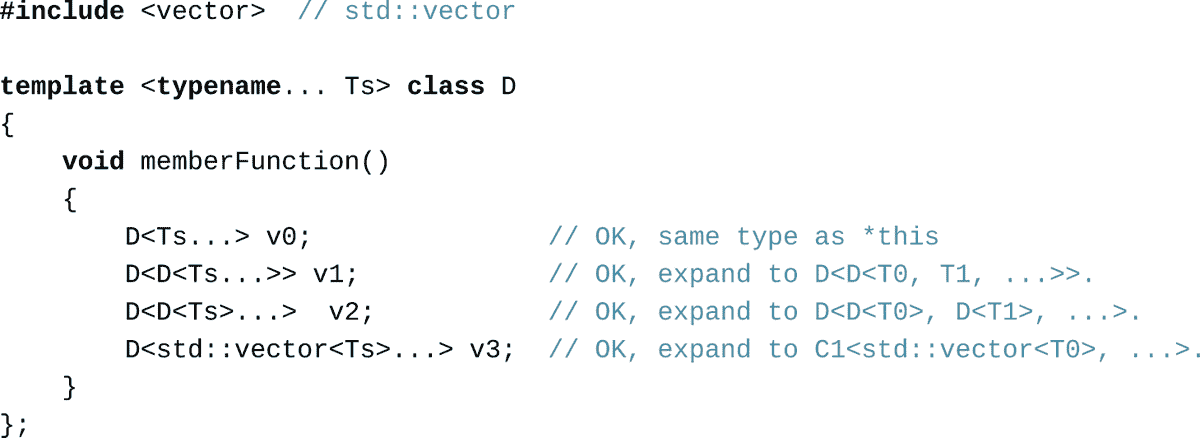 #include <vector>  // std::vector

template <typename... Ts> class D
{
    void memberFunction()
    {
        D<Ts...> v0;               // OK, same type as *this
        D<D<Ts...>> v1;            // OK, expand to D<D<T0, T1, ...>>.
        D<D<Ts>...>  v2;           // OK, expand to D<D<T0>, D<T1>, ...>.
        D<std::vector<Ts>...> v3;  // OK, expand to C1<std::vector<T0>, ...>.
    }
};